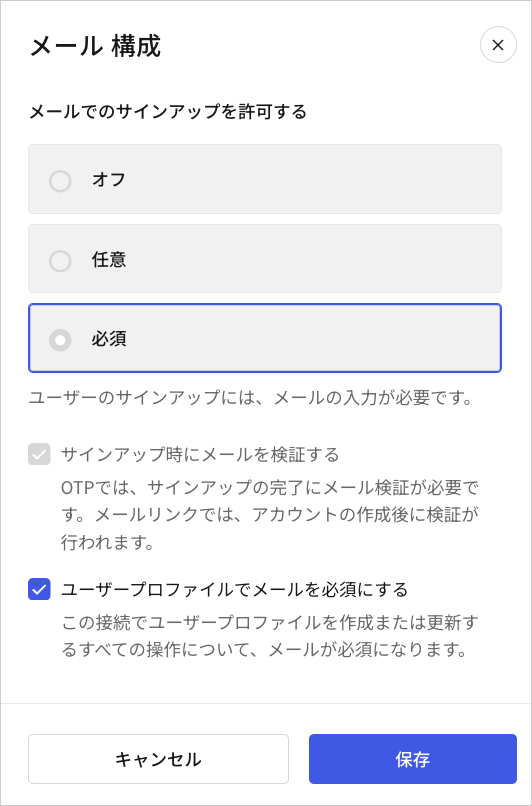 メール 構成
メールでのサインアップを許可する
オフ
任意
必須
ユーザーのサインアップには、メールの入力が必要です。
サインアップ時にメールを検証する
OTPでは、サインアップの完了にメール検証が必要で
す。メールリンクでは、アカウントの作成後に検証が
行われます。
ユーザープロファイルでメールを必須にする
この接続でユーザープロファイルを作成または更新す
るすべての操作について、メールが必須になります。
キャンセル
保存